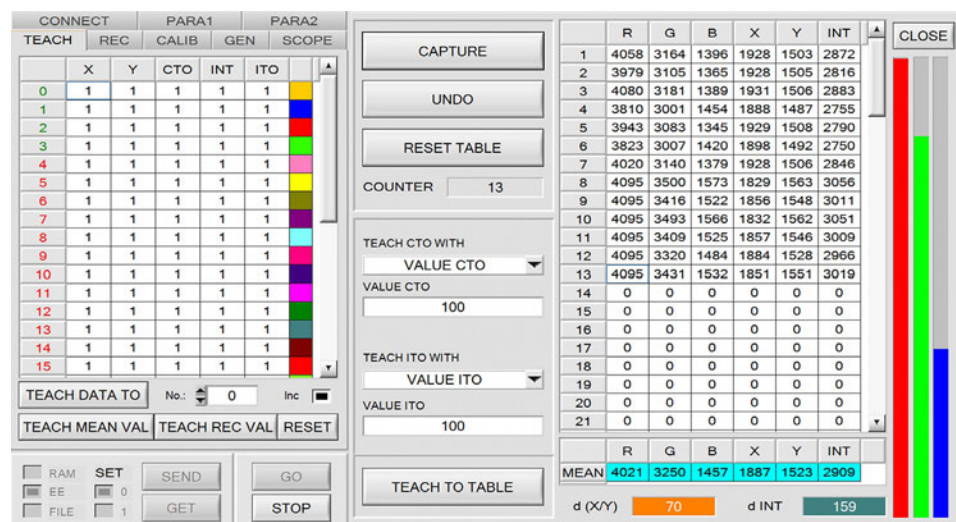 CONNECT PARA1 PARA2
TEACH REC CALIB GEN SCOPE
X Y CTO INT ITO
0 1 1 1 1 1
1 1 1 1 1 1
2 1 1 1 1 1
3 1 1 1 1 1
4 1 1 1 1 1
5 1 1 1 1 1
6 1 1 1 1 1
7 1 1 1 1 1
8 1 1 1 1 1
9 1 1 1 1 1
10 1 1 1 1 1
11 1 1 1 1 1
12 1 1 1 1 1
13 1 1 1 1 1
14 1 1 1 1 1
15 1 1 1 1 1
TEACH DATA TO No.: 0 Inc
TEACH MEAN VAL TEACH REC VAL RESET
RAM SET SEND GO
EE 0
FILE 1 GET STOP
CAPTURE
UNDO
RESET TABLE
COUNTER 13
TEACH CTO WITH
VALUE CTO
VALUE CTO
100
TEACH ITO WITH
VALUE ITO
VALUE ITO
100
TEACH TO TABLE
R G B X Y INT
1 4058 3164 1396 1928 1503 2872
2 3979 3105 1365 1928 1505 2816
3 4080 3181 1389 1931 1506 2883
4 3810 3001 1454 1888 1487 2755
5 3943 3083 1345 1929 1508 2790
6 3823 3007 1420 1898 1492 2750
7 4020 3140 1379 1928 1506 2846
8 4095 3500 1573 1829 1563 3056
9 4095 3416 1522 1856 1548 3011
10 4095 3493 1566 1832 1562 3051
11 4095 3409 1525 1857 1546 3009
12 4095 3320 1484 1884 1528 2966
13 4095 3431 1532 1851 1551 3019
14 0 0 0 0 0 0
15 0 0 0 0 0 0
16 0 0 0 0 0 0
17 0 0 0 0 0 0
18 0 0 0 0 0 0
19 0 0 0 0 0 0
20 0 0 0 0 0 0
21 0 0 0 0 0 0
R G B X Y INT
MEAN 4021 3250 1457 1887 1523 2909
d (X/Y) 70 d INT 159
CLOSE